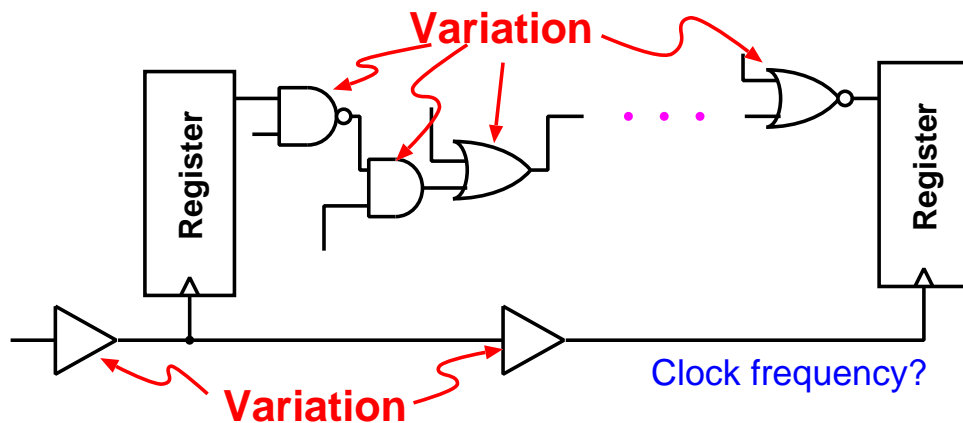 Variation
Register
Register
Clock frequency?
Variation